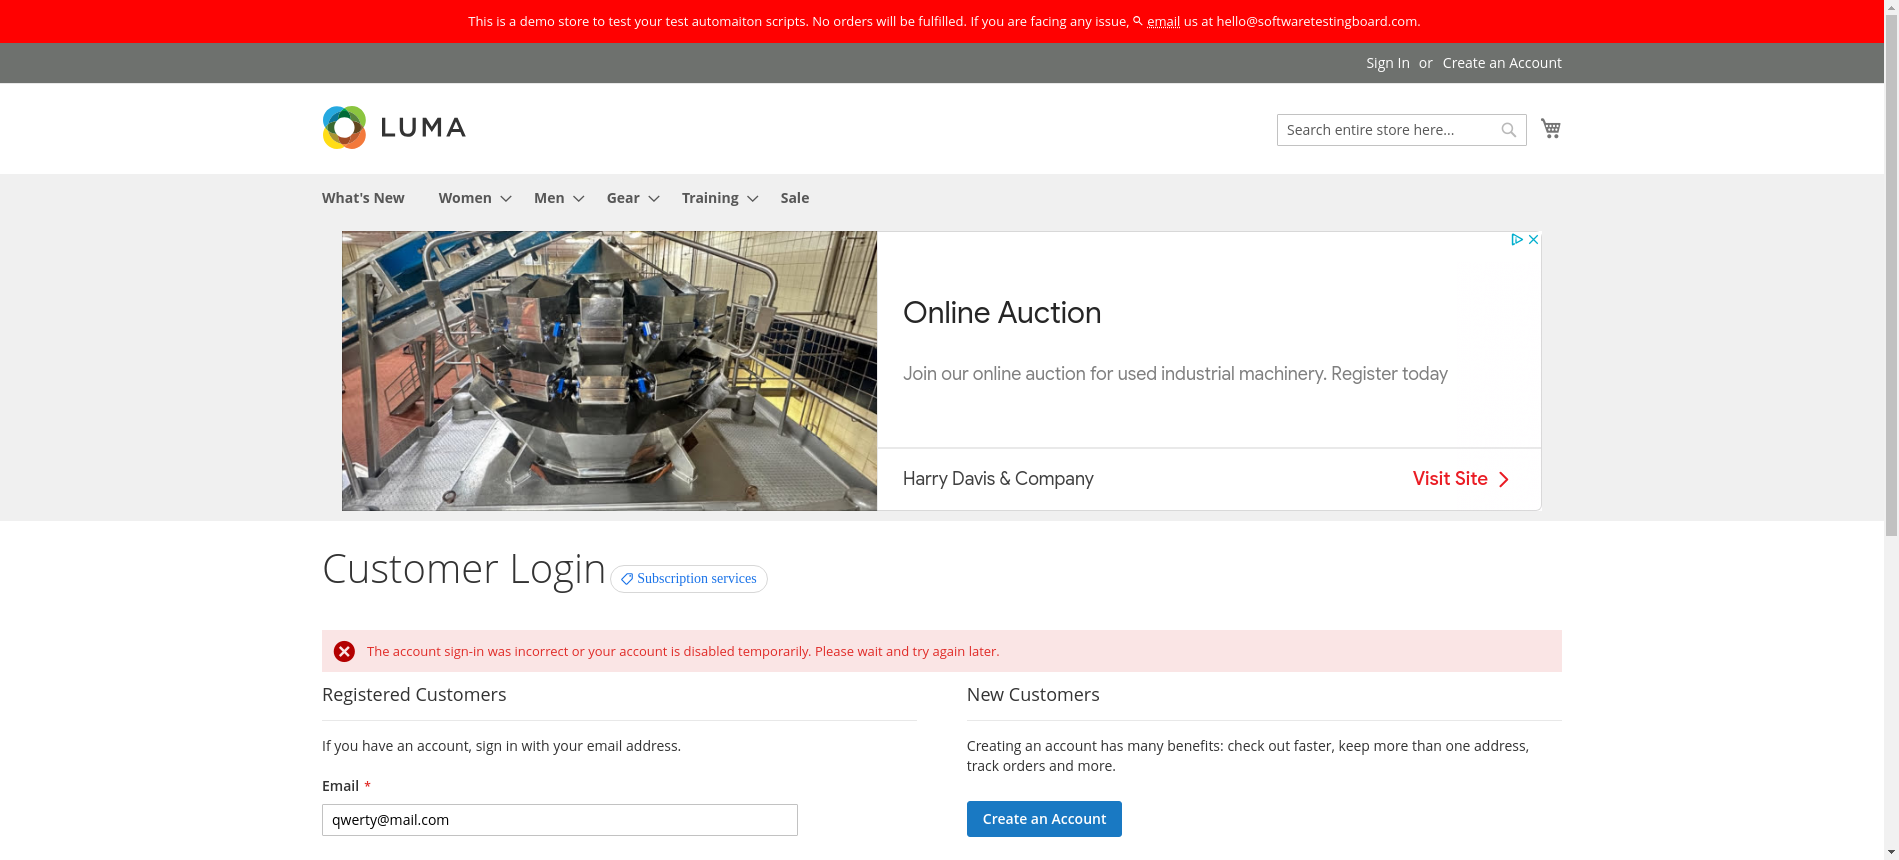 This is a demo store to test your test automaiton scripts. No orders will be fulfilled. If you are facing any issue, email us at hello@softwaretestingboard.com.
Sign In or Create an Account
LUMA
Search entire store here...
What's New Women Men Gear Training Sale
Online Auction
Join our online auction for used industrial machinery. Register today
Harry Davis & Company
Visit Site
Customer Login
Subscription services
The account sign-in was incorrect or your account is disabled temporarily. Please wait and try again later.
Registered Customers
If you have an account, sign in with your email address.
Email *
qwerty@mail.com
New Customers
Creating an account has many benefits: check out faster, keep more than one address,
track orders and more.
Create an Account